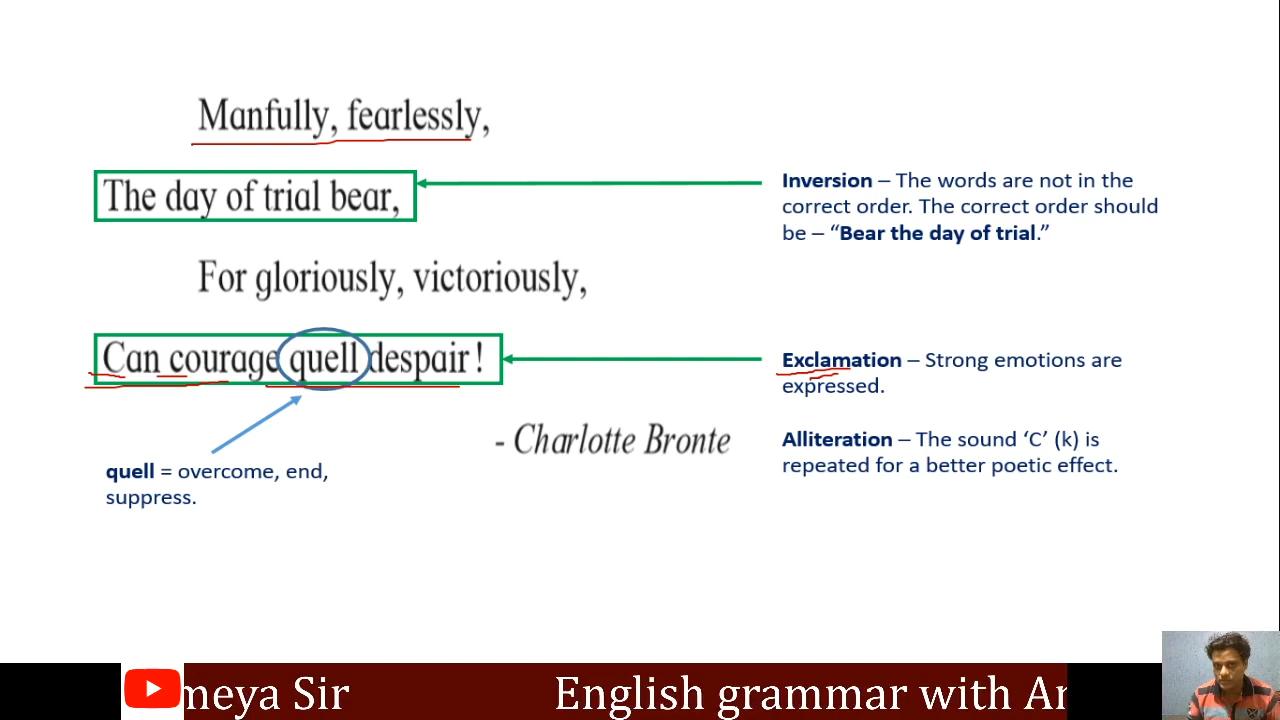 Manfully, fearlessly,
The day of trial bear,
For gloriously, victoriously,
Can courage quell despair !
- Charlotte Bronte
quell = overcome, end,
suppress.
Inversion – The words are not in the
correct order. The correct order should
be – “Bear the day of trial.”
Exclamation – Strong emotions are
expressed.
Alliteration – The sound ‘C’ (k) is
repeated for a better poetic effect.
meya Sir English grammar with Am